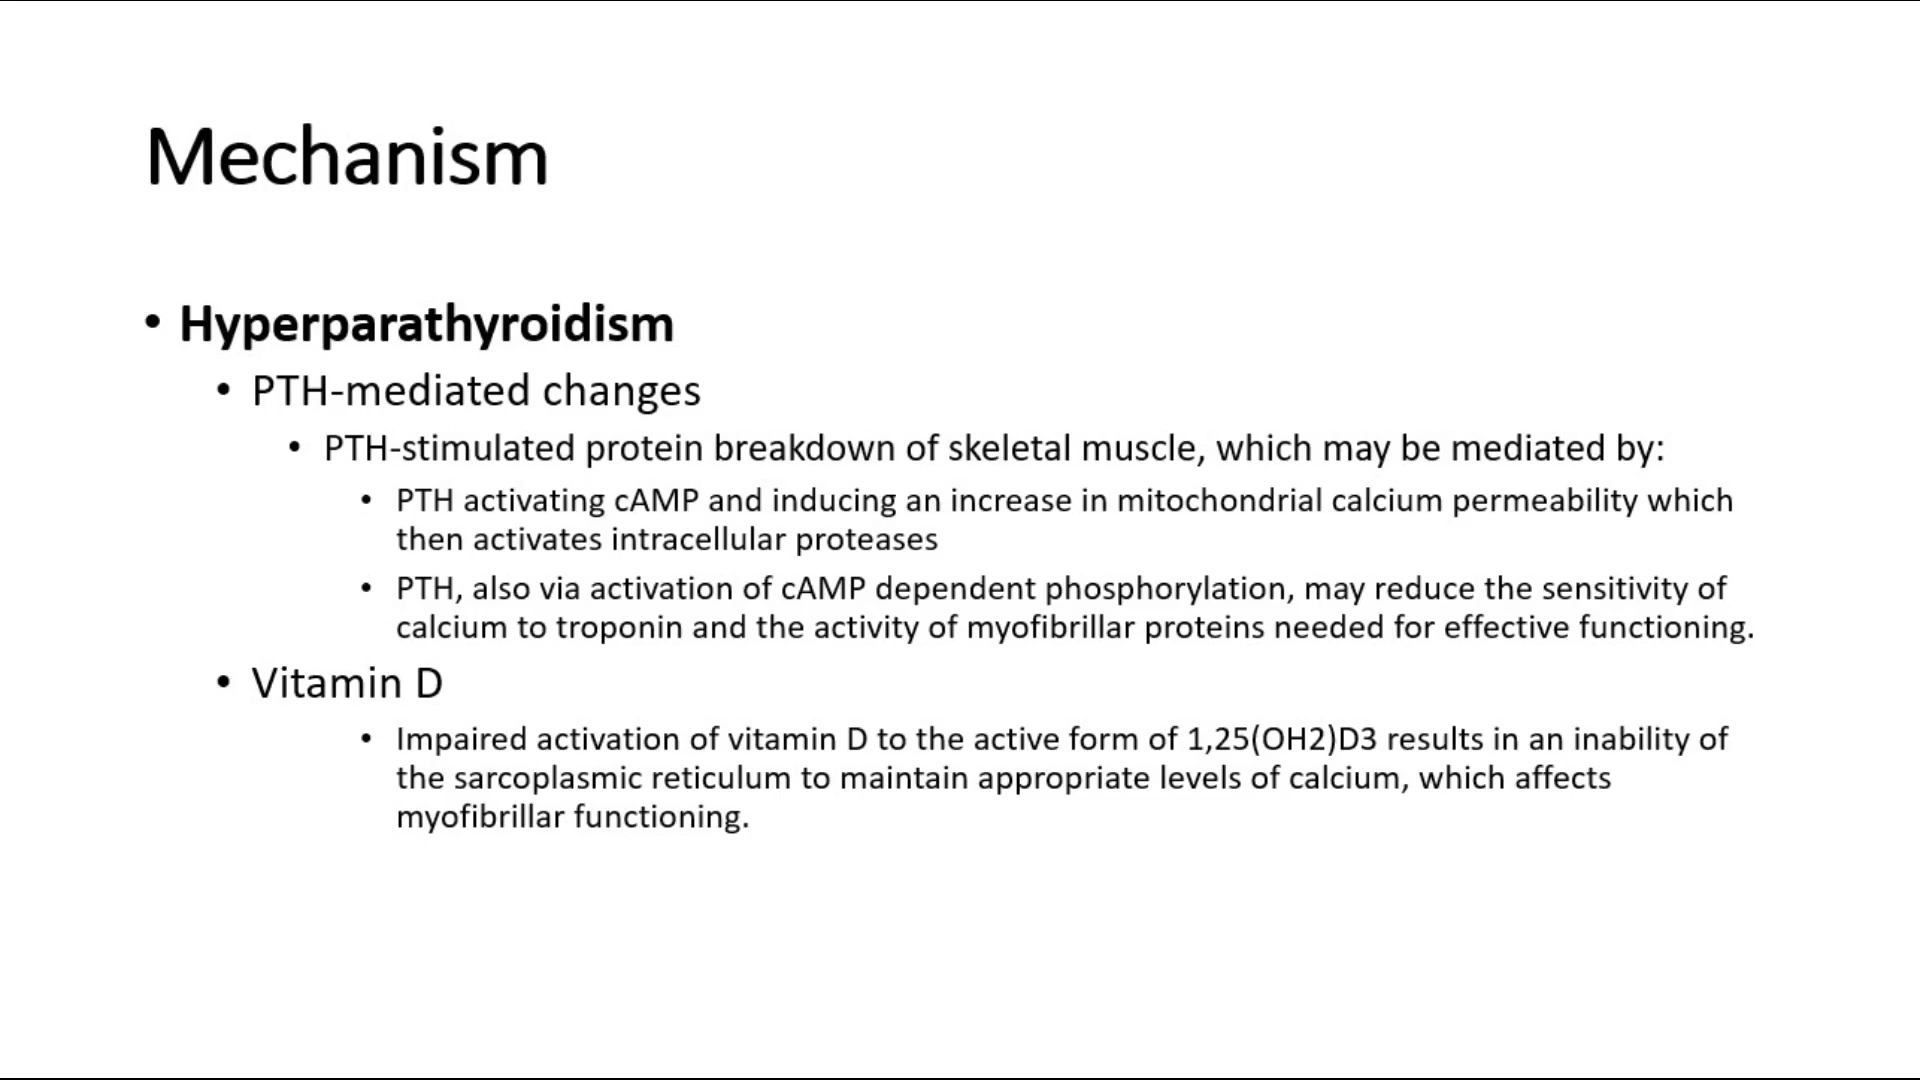 Mechanism
• Hyperparathyroidism
• PTH-mediated changes
• PTH-stimulated protein breakdown of skeletal muscle, which may be mediated by:
• PTH activating cAMP and inducing an increase in mitochondrial calcium permeability which
then activates intracellular proteases
• PTH, also via activation of cAMP dependent phosphorylation, may reduce the sensitivity of
calcium to troponin and the activity of myofibrillar proteins needed for effective functioning.
• Vitamin D
• Impaired activation of vitamin D to the active form of 1,25(OH2)D3 results in an inability of
the sarcoplasmic reticulum to maintain appropriate levels of calcium, which affects
myofibrillar functioning.